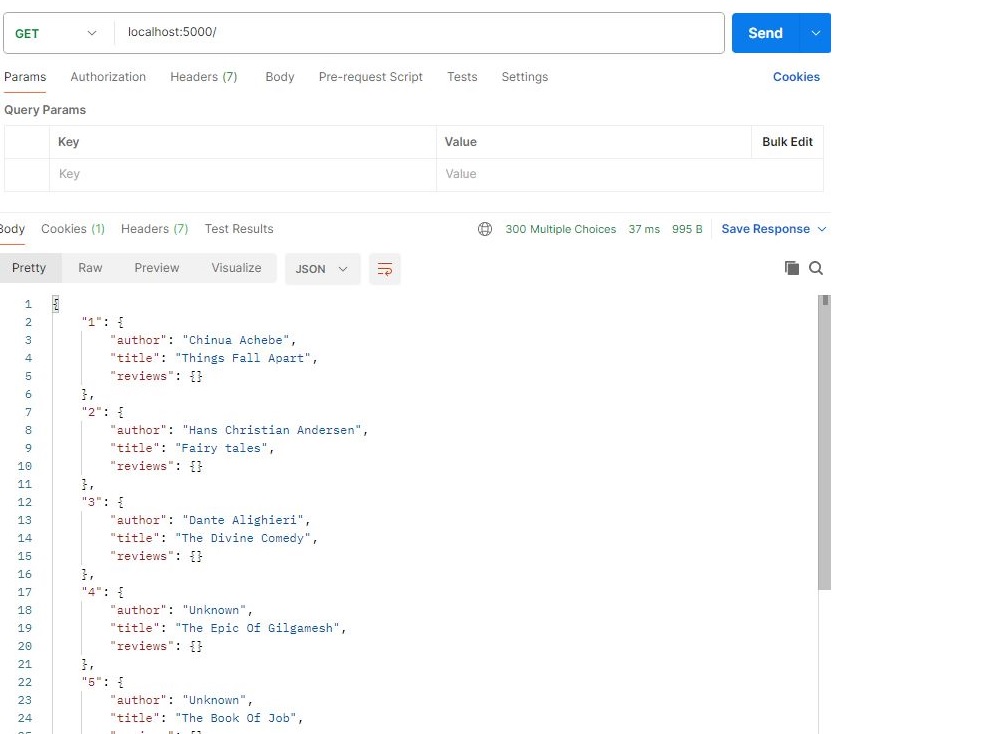 GET localhost:5000/ Send
Params Authorization Headers (7) Body Pre-request Script Tests Settings Cookies
Query Params
Key Value Bulk Edit
Key Value
Body Cookies (1) Headers (7) Test Results 300 Multiple Choices 37 ms 995 B Save Response
Pretty Raw Preview Visualize JSON
1 {
2 "1": {
3 "author": "Chinua Achebe",
4 "title": "Things Fall Apart",
5 "reviews": {}
6 },
7 "2": {
8 "author": "Hans Christian Andersen",
9 "title": "Fairy tales",
10 "reviews": {}
11 },
12 "3": {
13 "author": "Dante Alighieri",
14 "title": "The Divine Comedy",
15 "reviews": {}
16 },
17 "4": {
18 "author": "Unknown",
19 "title": "The Epic Of Gilgamesh",
20 "reviews": {}
21 },
22 "5": {
23 "author": "Unknown",
24 "title": "The Book Of Job",